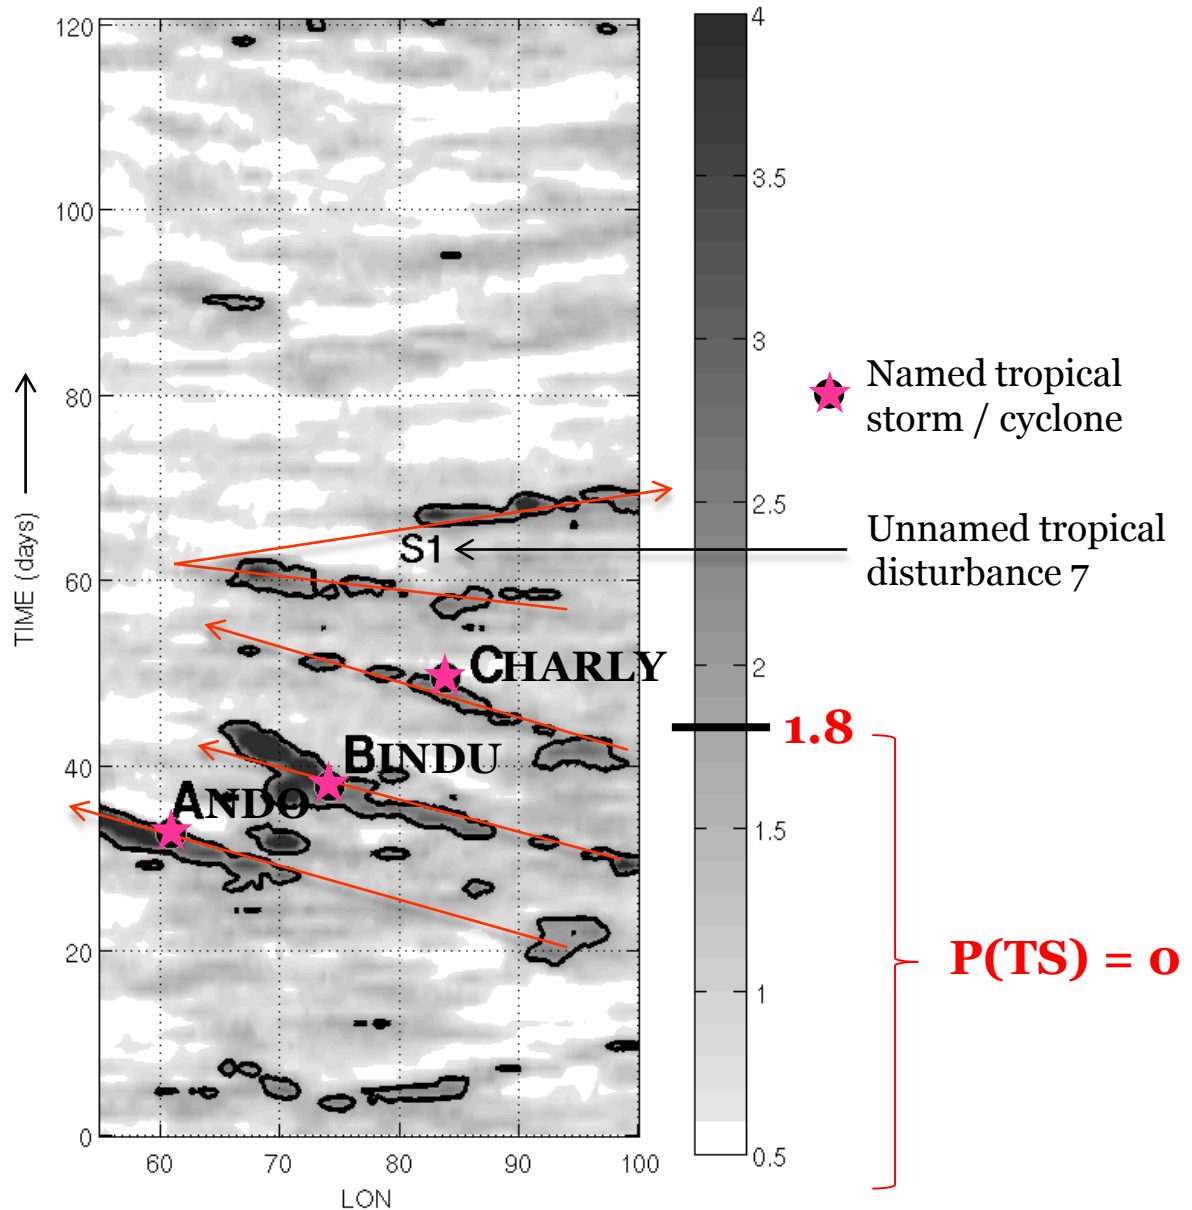 120
100
80
60
40
20
0
TIME (days)
60
70
80
90
100
LON
S1
CHARLY
BINDU
ANDO
4
3.5
3
2.5
2
1.5
1
0.5
Named tropical
storm / cyclone
Unnamed tropical
disturbance 7
1.8
P(TS) = 0